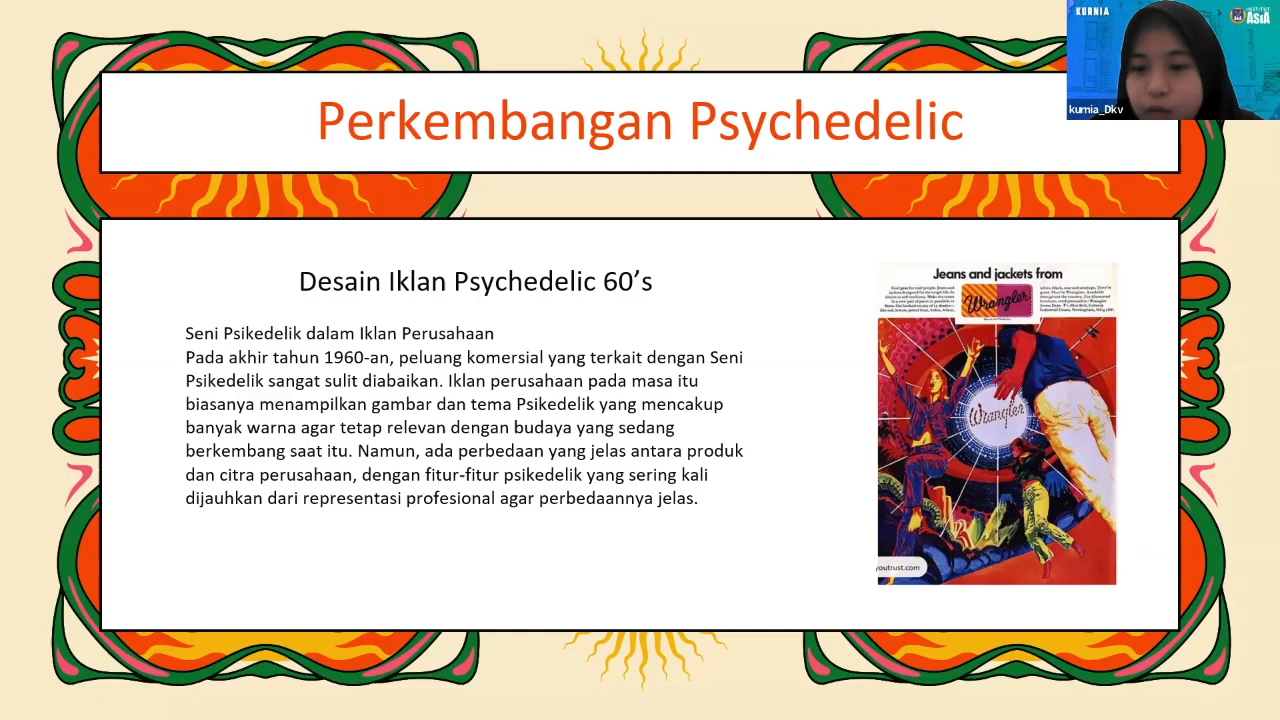 KURNIA
INSTITUT
ASIA
kurnia_Dkv
Perkembangan Psychedelic
Desain Iklan Psychedelic 60’s
Seni Psikedelik dalam Iklan Perusahaan
Pada akhir tahun 1960-an, peluang komersial yang terkait dengan Seni
Psikedelik sangat sulit diabaikan. Iklan perusahaan pada masa itu
biasanya menampilkan gambar dan tema Psikedelik yang mencakup
banyak warna agar tetap relevan dengan budaya yang sedang
berkembang saat itu. Namun, ada perbedaan yang jelas antara produk
dan citra perusahaan, dengan fitur-fitur psikedelik yang sering kali
dijauhkan dari representasi profesional agar perbedaannya jelas.
Jeans and jackets from
Wrangler
Wrangler
youtrust.com